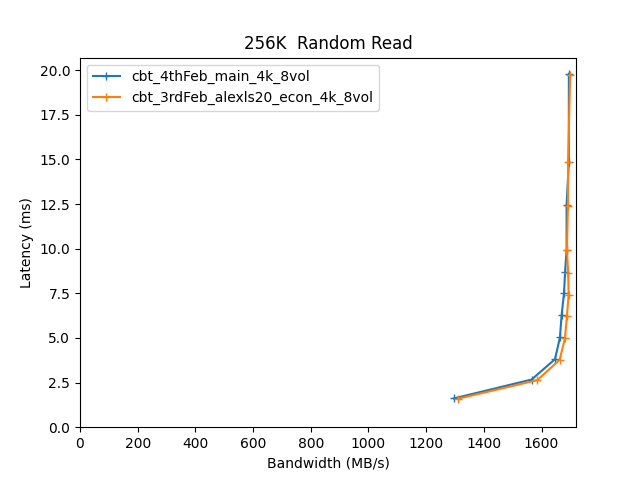 256K  Random Read
cbt_4thFeb_main_4k_8vol
cbt_3rdFeb_alexls20_econ_4k_8vol
20.0
17.5
15.0
12.5
10.0
7.5
5.0
2.5
0.0
Latency (ms)
0 200 400 600 800 1000 1200 1400 1600
Bandwidth (MB/s)